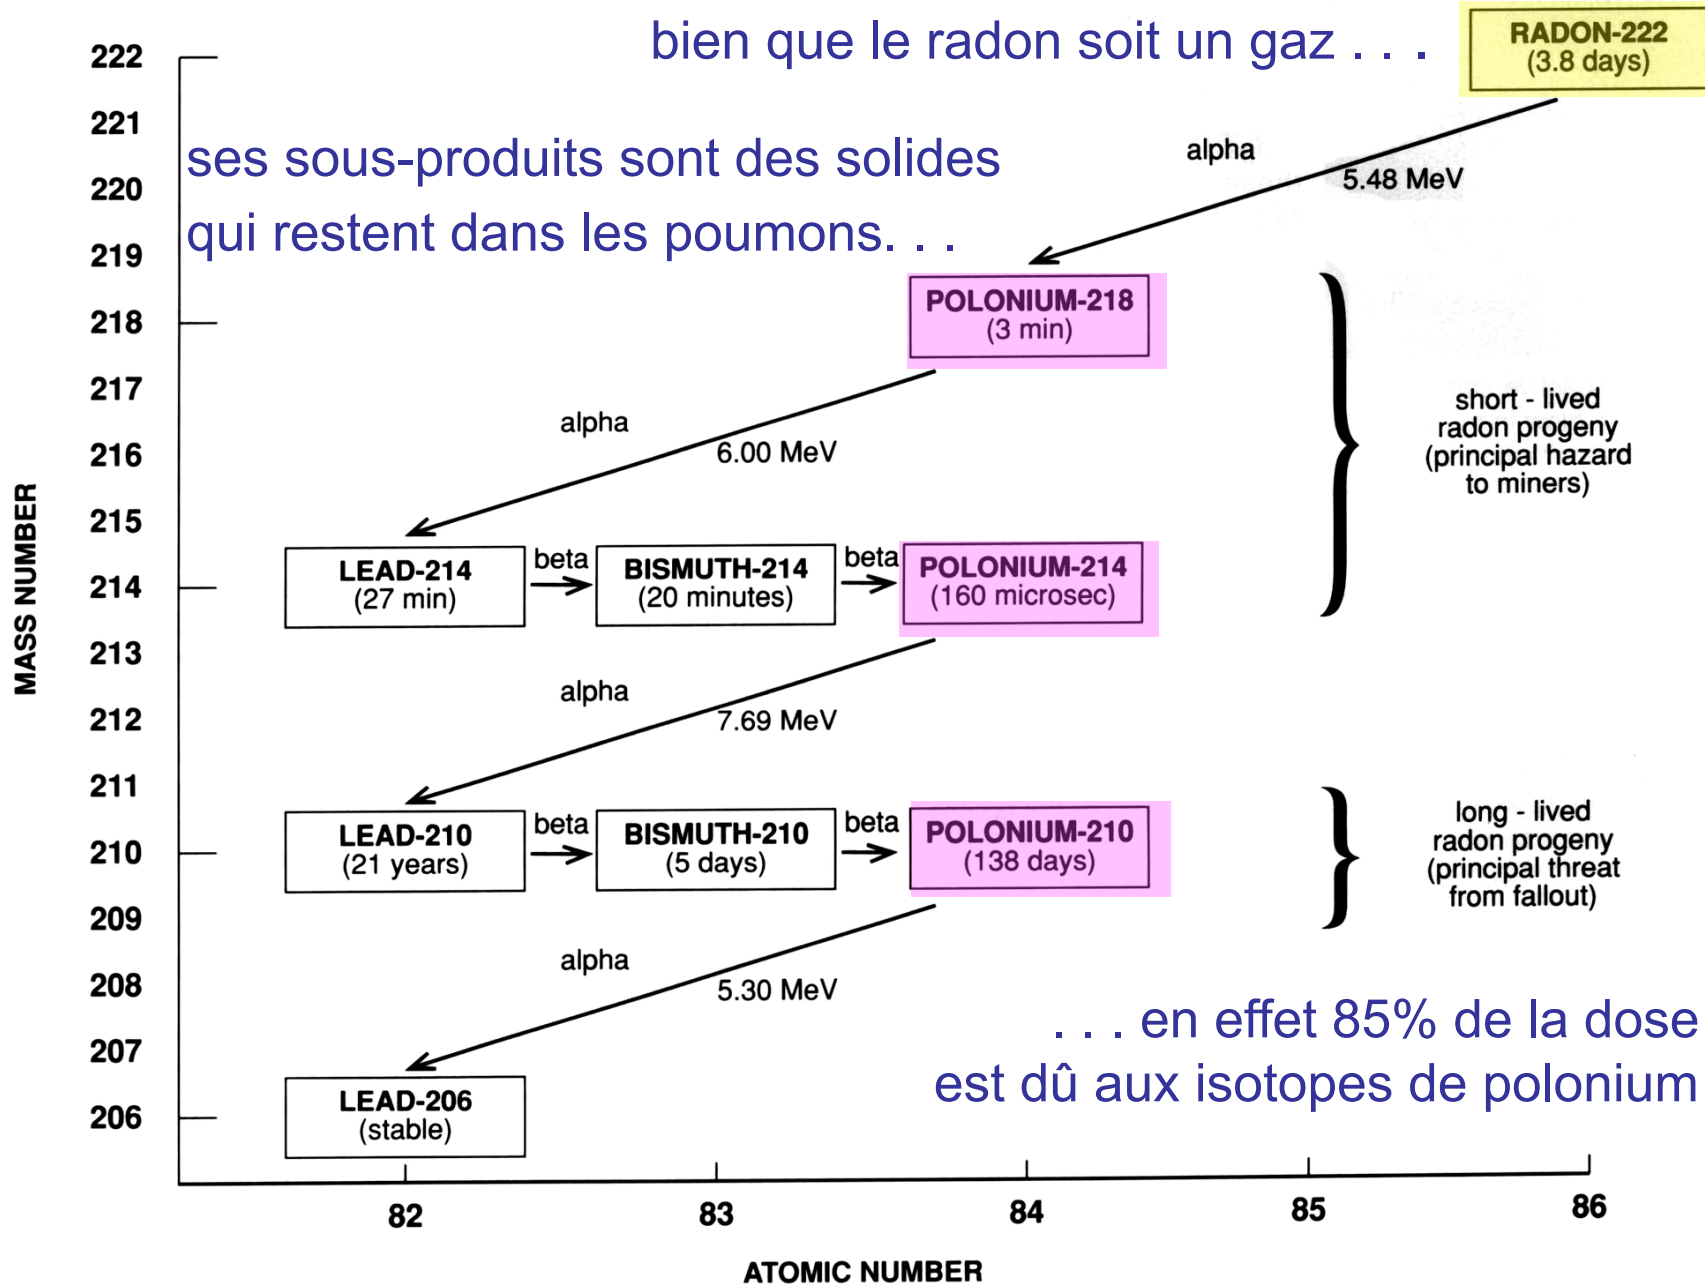 bien que le radon soit un gaz . . .
RADON-222
(3.8 days)
ses sous-produits sont des solides
qui restent dans les poumons. . .
alpha
5.48 MeV
POLONIUM-218
(3 min)
alpha
6.00 MeV
short - lived
radon progeny
(principal hazard
to miners)
LEAD-214
(27 min)
beta
BISMUTH-214
(20 minutes)
beta
POLONIUM-214
(160 microsec)
alpha
7.69 MeV
LEAD-210
(21 years)
beta
BISMUTH-210
(5 days)
beta
POLONIUM-210
(138 days)
long - lived
radon progeny
(principal threat
from fallout)
alpha
5.30 MeV
. . . en effet 85% de la dose
est dû aux isotopes de polonium
LEAD-206
(stable)
MASS NUMBER
222
221
220
219
218
217
216
215
214
213
212
211
210
209
208
207
206
82
83
84
85
86
ATOMIC NUMBER